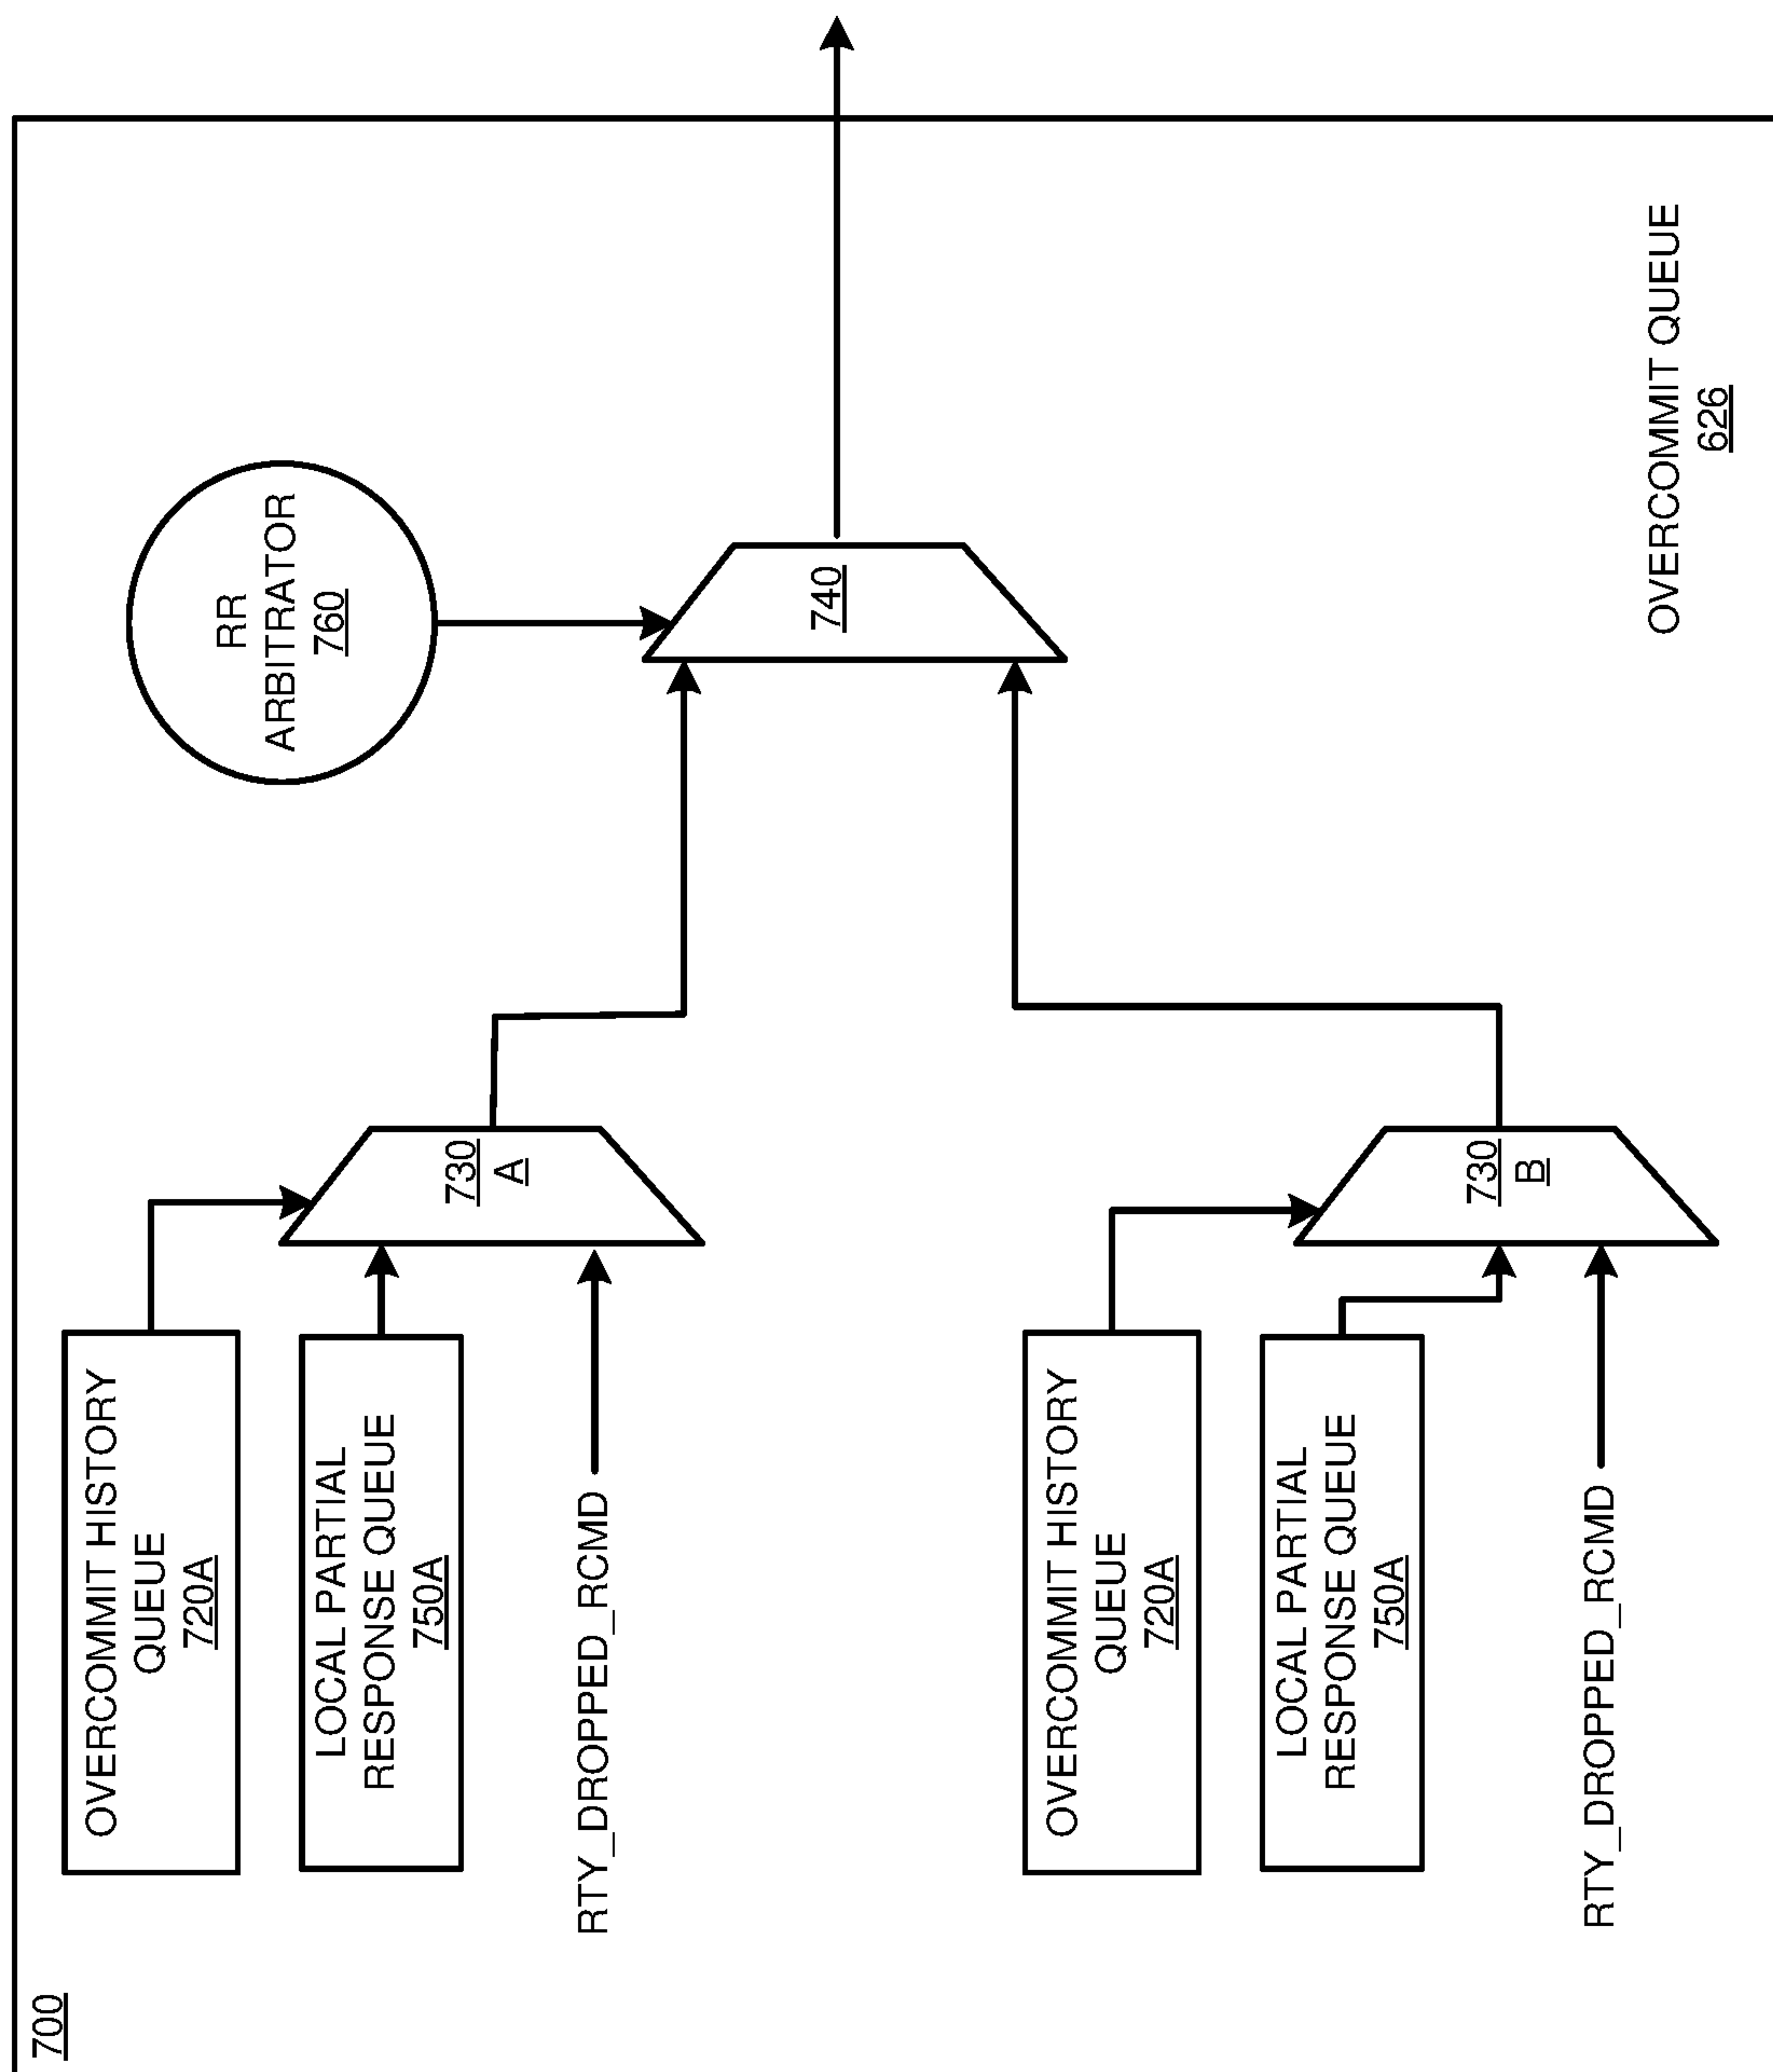 700
OVERCOMMIT HISTORY
QUEUE
720A
LOCAL PARTIAL
RESPONSE QUEUE
750A
RTY_DROPPED_RCMD
730
A
RR
ARBITRATOR
760
740
OVERCOMMIT HISTORY
QUEUE
720A
LOCAL PARTIAL
RESPONSE QUEUE
750A
RTY_DROPPED_RCMD
730
B
OVERCOMMIT QUEUE
626